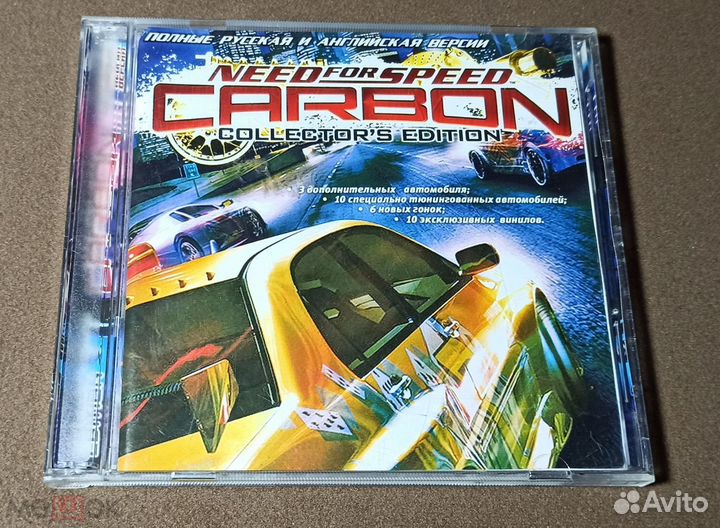 ПОЛНЫЕ РУССКАЯ И АНГЛИЙСКАЯ ВЕРСИИ
NEED FOR SPEED
CARBON
COLLECTOR'S EDITION
• 3 дополнительных автомобиля;
• 10 специально тюнингованных автомобилей;
• 6 новых гонок;
• 10 эксклюзивных винилов.
Avito